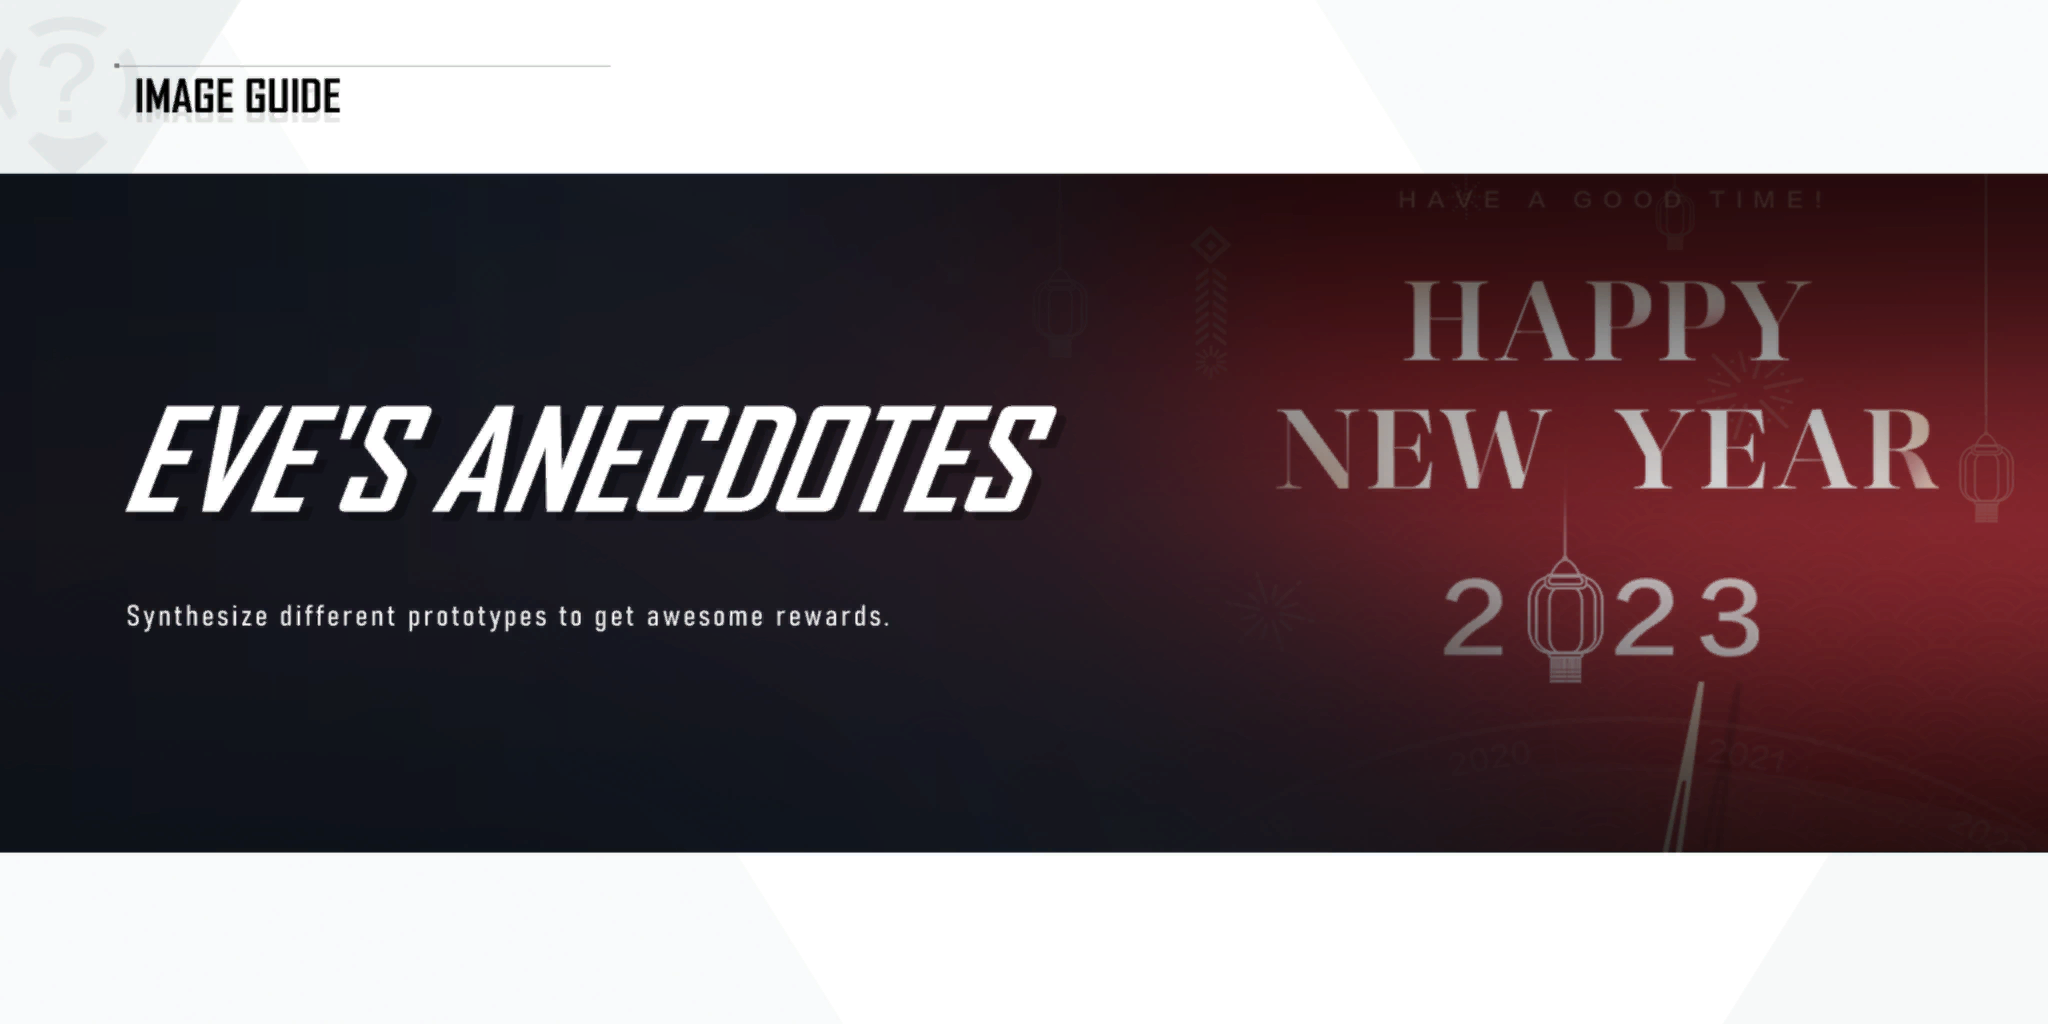 IMAGE GUIDE
HAVE A GOOD TIME!
HAPPY
NEW YEAR
EVE'S ANECDOTES
2023
Synthesize different prototypes to get awesome rewards.
2020
2021